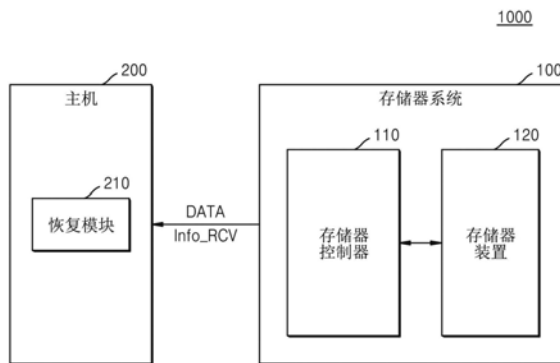 1000
200
100
主机
存储器系统
110
120
210
恢复模块
DATA
Info_RCV
存储器
控制器
存储器
装置